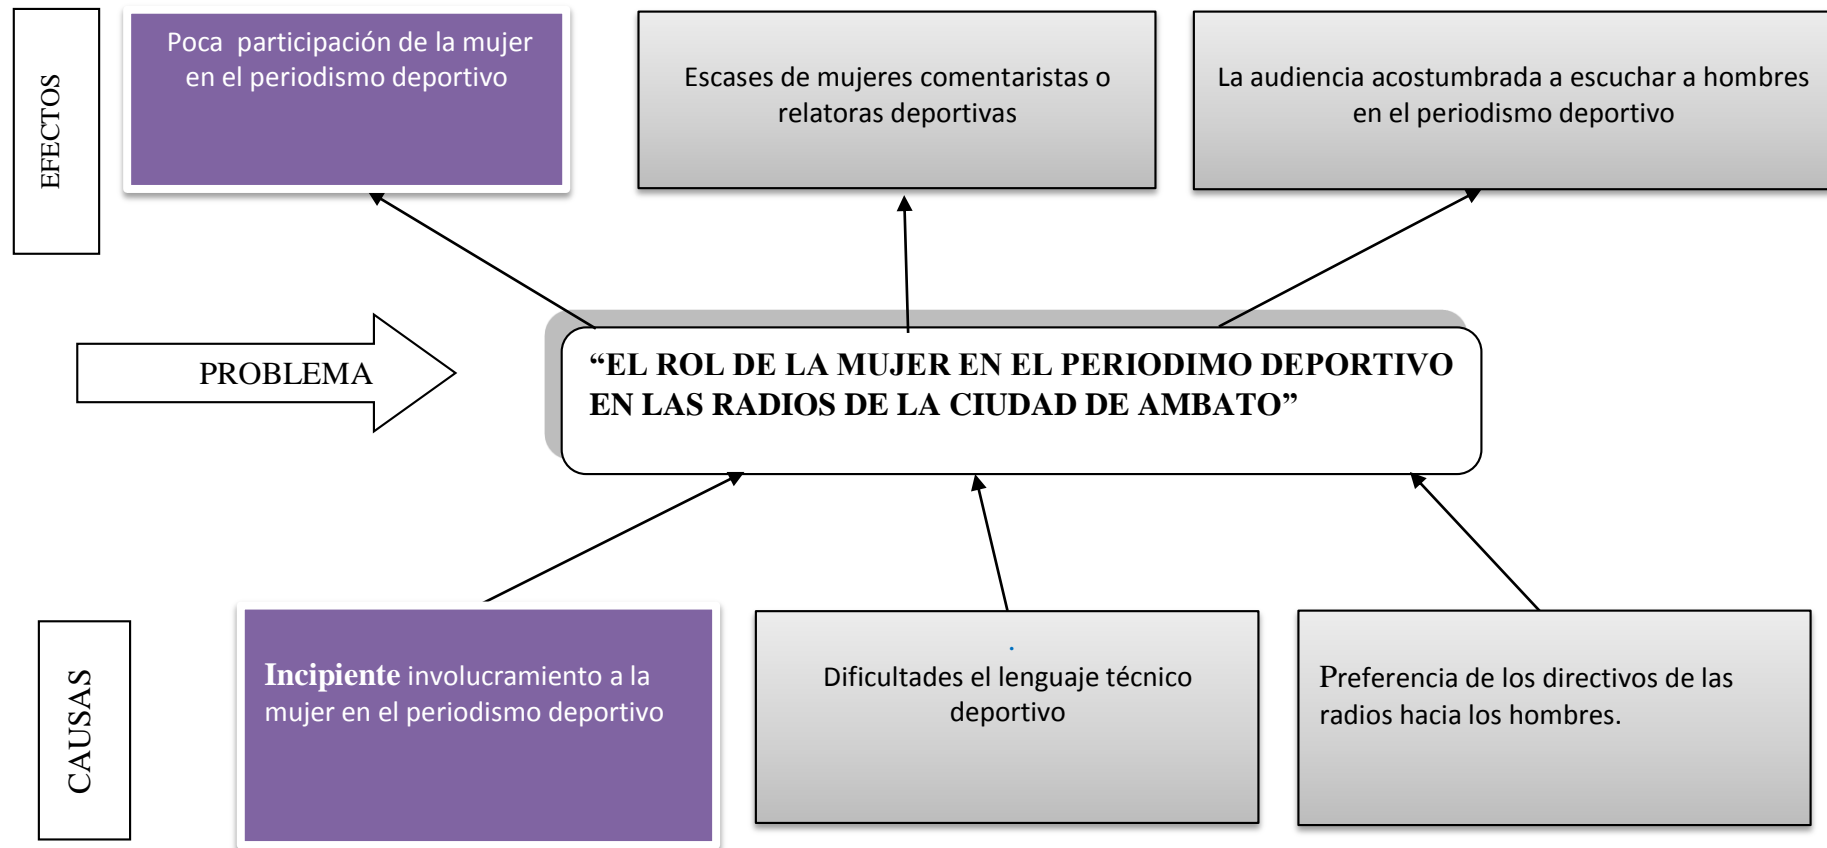 EFECTOS
Poca  participación de la mujer
en el periodismo deportivo
Escases de mujeres comentaristas o
relatoras deportivas
La audiencia acostumbrada a escuchar a hombres
en el periodismo deportivo
PROBLEMA
“EL ROL DE LA MUJER EN EL PERIODIMO DEPORTIVO
EN LAS RADIOS DE LA CIUDAD DE AMBATO”
CAUSAS
Incipiente involucramiento a la
mujer en el periodismo deportivo
.
Dificultades el lenguaje técnico
deportivo
Preferencia de los directivos de las
radios hacia los hombres.